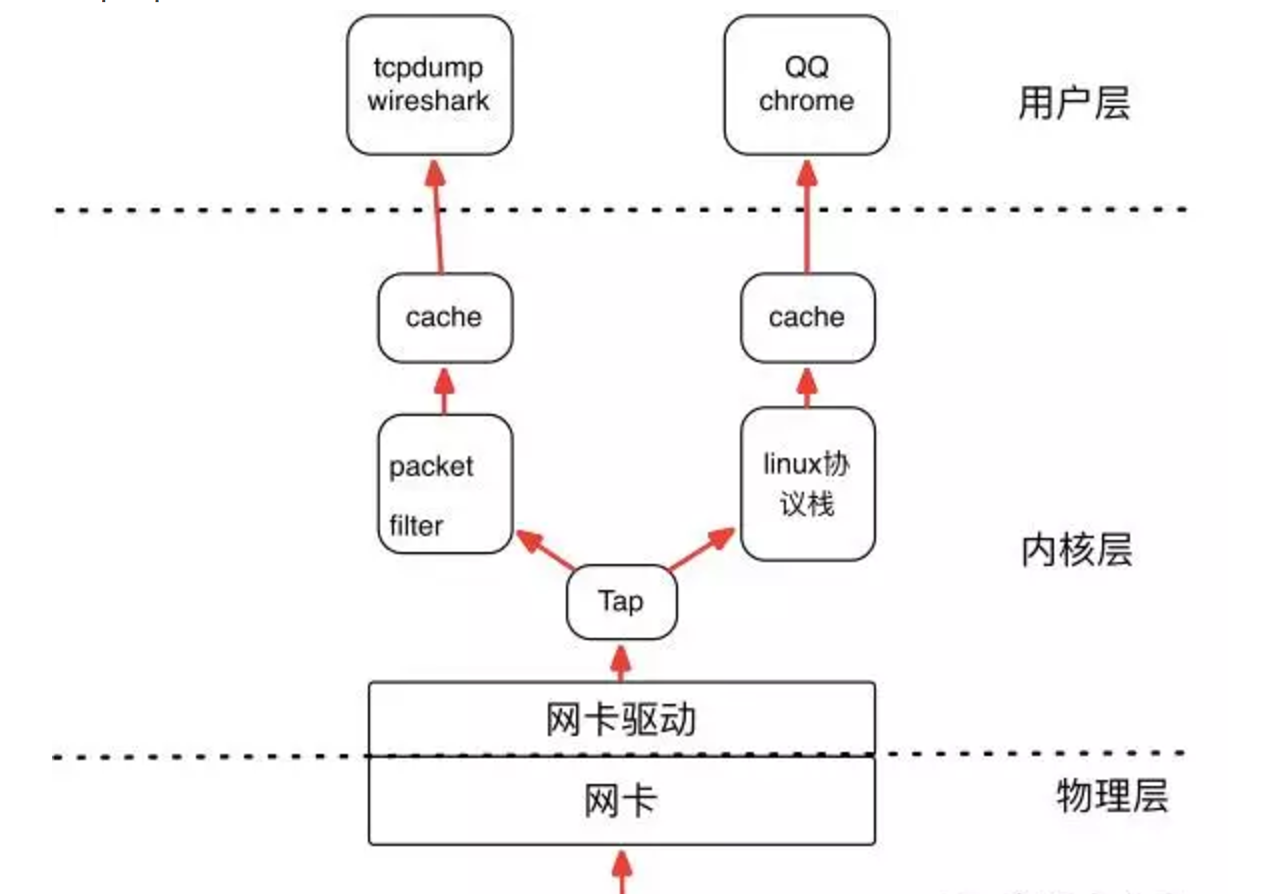 tcpdump
wireshark
QQ
chrome
用户层
cache
cache
packet
filter
linux协
议栈
内核层
Tap
网卡驱动
网卡
物理层